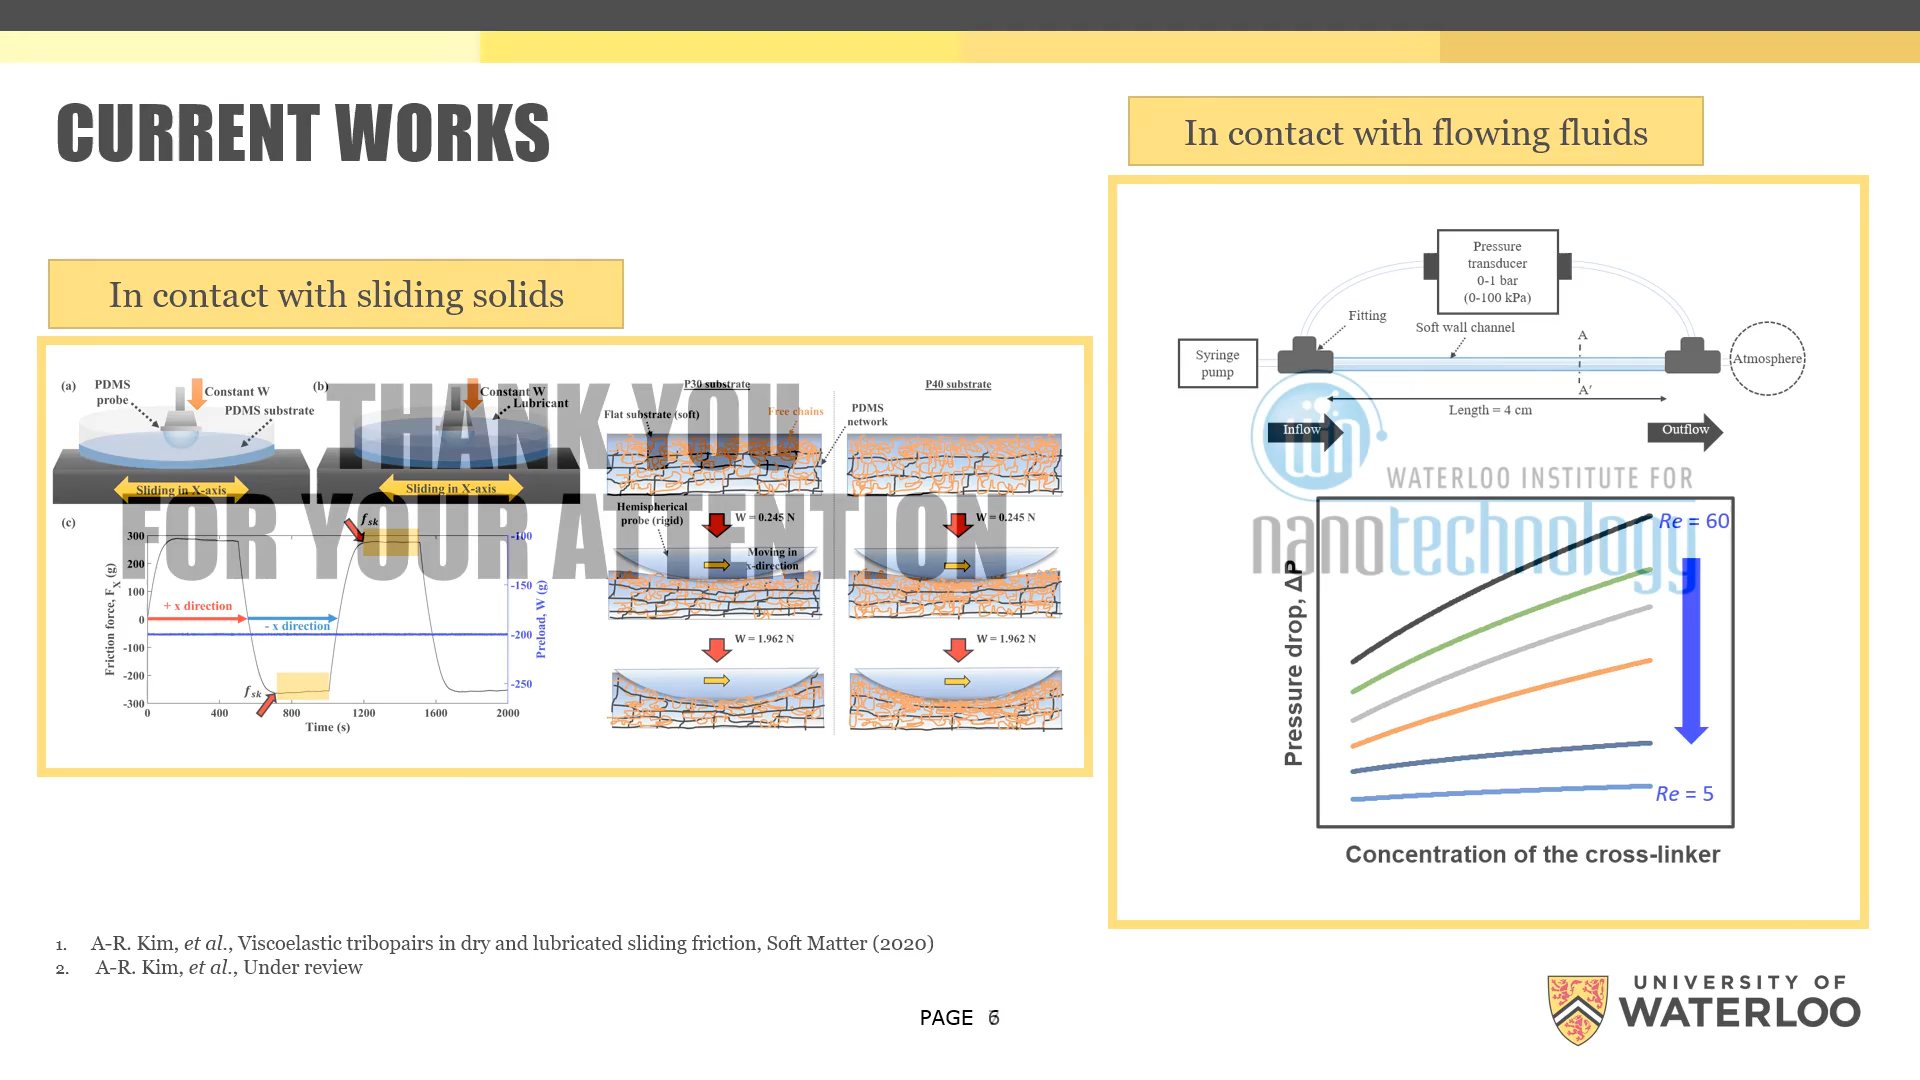 CURRENT WORKS
In contact with flowing fluids
In contact with sliding solids
THANK YOU
FOR YOUR ATTENTION
(a)
PDMS
probe
Constant W
PDMS substrate
Sliding in X-axis
(b)
Constant W
Lubricant
Sliding in X-axis
(c)
Friction force, Fx (g)
300
200
100
0
-100
-200
-300
0
400
800
1200
1600
2000
Time (s)
-100
-150
-200
-250
Preload, W (g)
+ x direction
- x direction
fsk
fsk
P30 substrate
P40 substrate
Flat substrate (soft)
Free chains
PDMS
network
Hemispherical
probe (rigid)
W = 0.245 N
W = 0.245 N
Moving in
x-direction
W = 1.962 N
W = 1.962 N
Pressure
transducer
0-1 bar
(0-100 kPa)
Fitting
Soft wall channel
A
A′
Syringe
pump
Atmosphere
Length = 4 cm
Inflow
Outflow
WATERLOO INSTITUTE FOR
nanotechnology
Re = 60
Re = 5
Pressure drop, ΔP
Concentration of the cross-linker
1. A-R. Kim, et al., Viscoelastic tribopairs in dry and lubricated sliding friction, Soft Matter (2020)
2. A-R. Kim, et al., Under review
PAGE 6
UNIVERSITY OF
WATERLOO